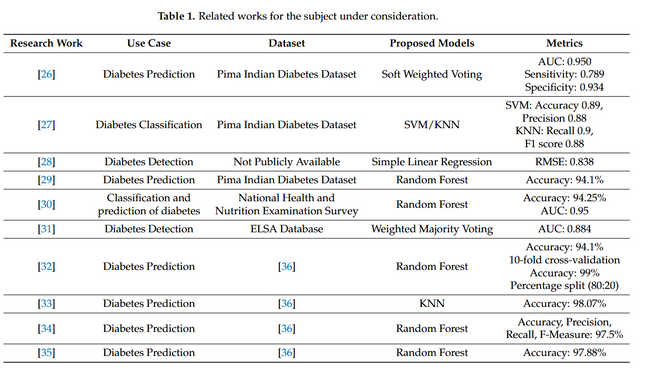 Table 1. Related works for the subject under consideration.
Research Work Use Case Dataset Proposed Models Metrics
[26] Diabetes Prediction Pima Indian Diabetes Dataset Soft Weighted Voting AUC: 0.950
Sensitivity: 0.789
Specificity: 0.934
[27] Diabetes Classification Pima Indian Diabetes Dataset SVM/KNN SVM: Accuracy 0.89,
Precision 0.88
KNN: Recall 0.9,
F1 score 0.88
[28] Diabetes Detection Not Publicly Available Simple Linear Regression RMSE: 0.838
[29] Diabetes Prediction Pima Indian Diabetes Dataset Random Forest Accuracy: 94.1%
[30] Classification and prediction of diabetes National Health and Nutrition Examination Survey Random Forest Accuracy: 94.25%
AUC: 0.95
[31] Diabetes Detection ELSA Database Weighted Majority Voting AUC: 0.884
[32] Diabetes Prediction [36] Random Forest Accuracy: 94.1%
10-fold cross-validation
Accuracy: 99%
Percentage split (80:20)
[33] Diabetes Prediction [36] KNN Accuracy: 98.07%
[34] Diabetes Prediction [36] Random Forest Accuracy, Precision,
Recall, F-Measure: 97.5%
[35] Diabetes Prediction [36] Random Forest Accuracy: 97.88%